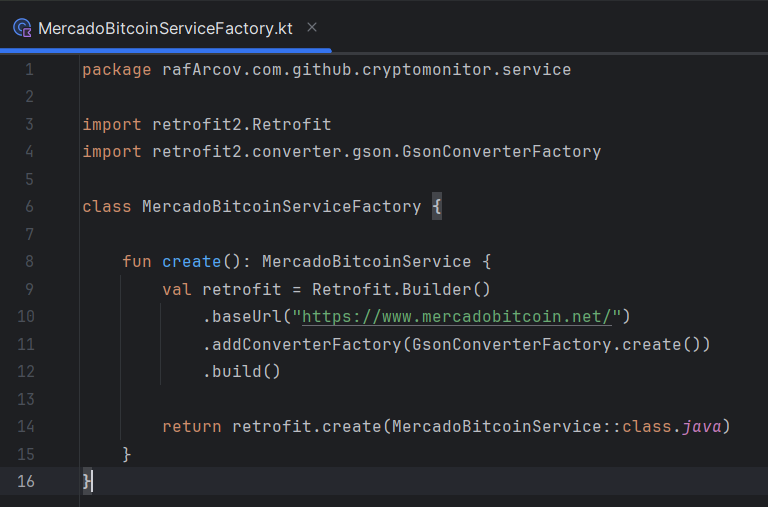 MercadoBitcoinServiceFactory.kt
1 package rafArcov.com.github.cryptomonitor.service
2
3 import retrofit2.Retrofit
4 import retrofit2.converter.gson.GsonConverterFactory
5
6 class MercadoBitcoinServiceFactory {
7
8     fun create(): MercadoBitcoinService {
9         val retrofit = Retrofit.Builder()
10             .baseUrl("https://www.mercadobitcoin.net/")
11             .addConverterFactory(GsonConverterFactory.create())
12             .build()
13
14         return retrofit.create(MercadoBitcoinService::class.java)
15     }
16 }